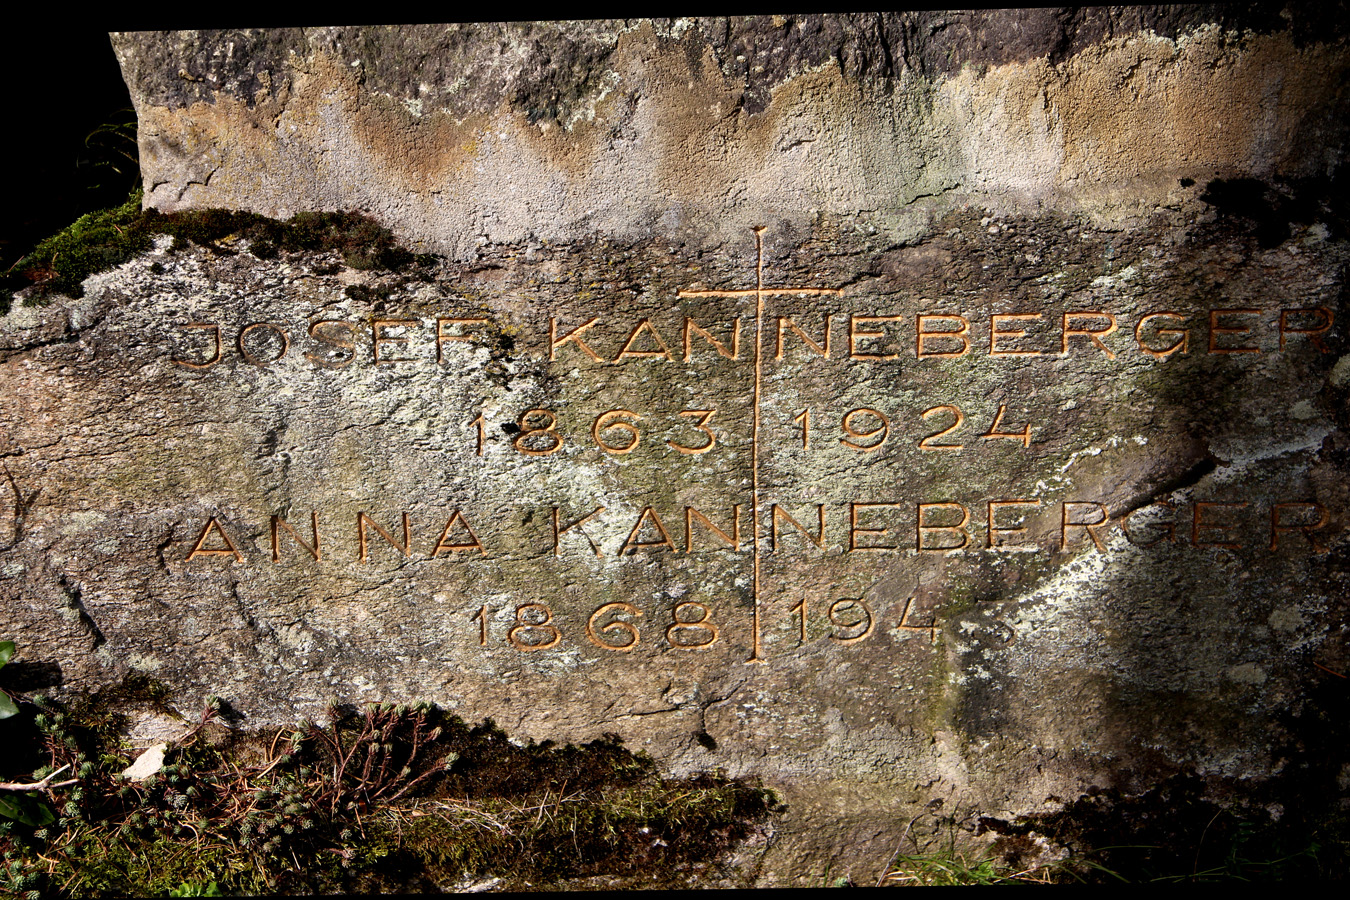 JOSEF KANNEBERGER
1863 1924
ANNA KANNEBERGER
1868 194